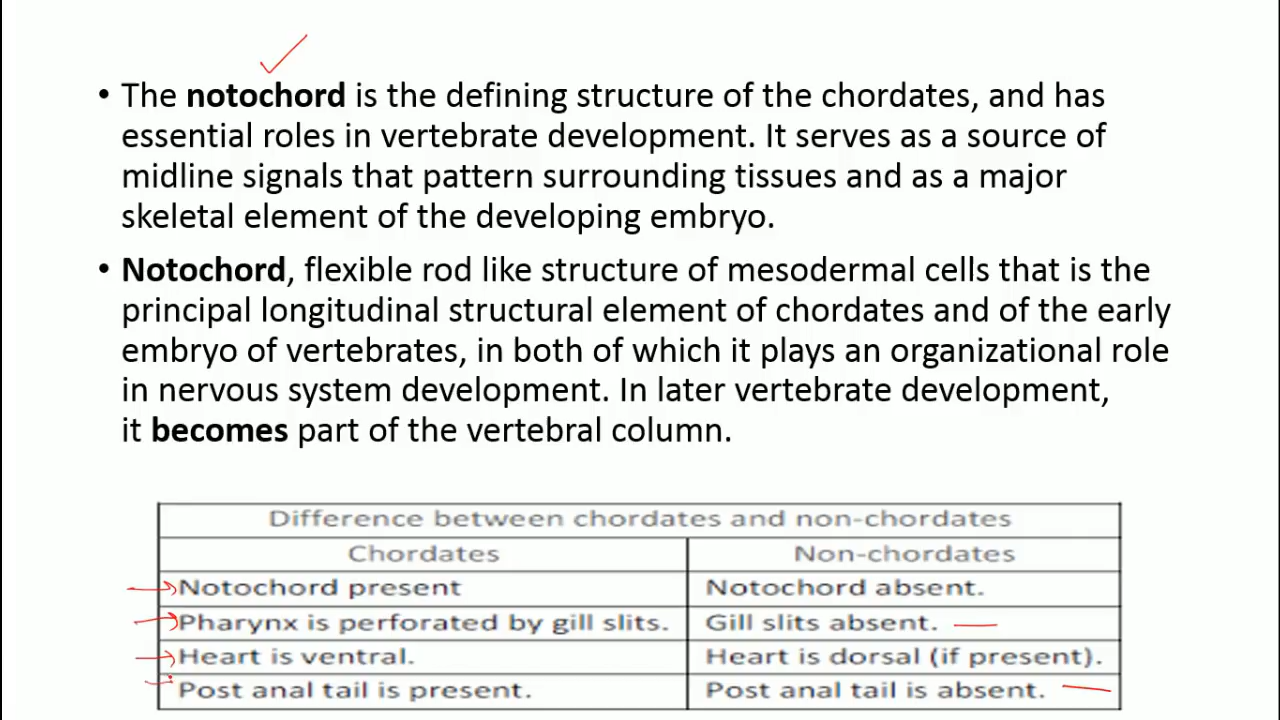 • The notochord is the defining structure of the chordates, and has
essential roles in vertebrate development. It serves as a source of
midline signals that pattern surrounding tissues and as a major
skeletal element of the developing embryo.
• Notochord, flexible rod like structure of mesodermal cells that is the
principal longitudinal structural element of chordates and of the early
embryo of vertebrates, in both of which it plays an organizational role
in nervous system development. In later vertebrate development,
it becomes part of the vertebral column.
Difference between chordates and non-chordates
Chordates Non-chordates
Notochord present Notochord absent.
Pharynx is perforated by gill slits. Gill slits absent.
Heart is ventral. Heart is dorsal (if present).
Post anal tail is present. Post anal tail is absent.